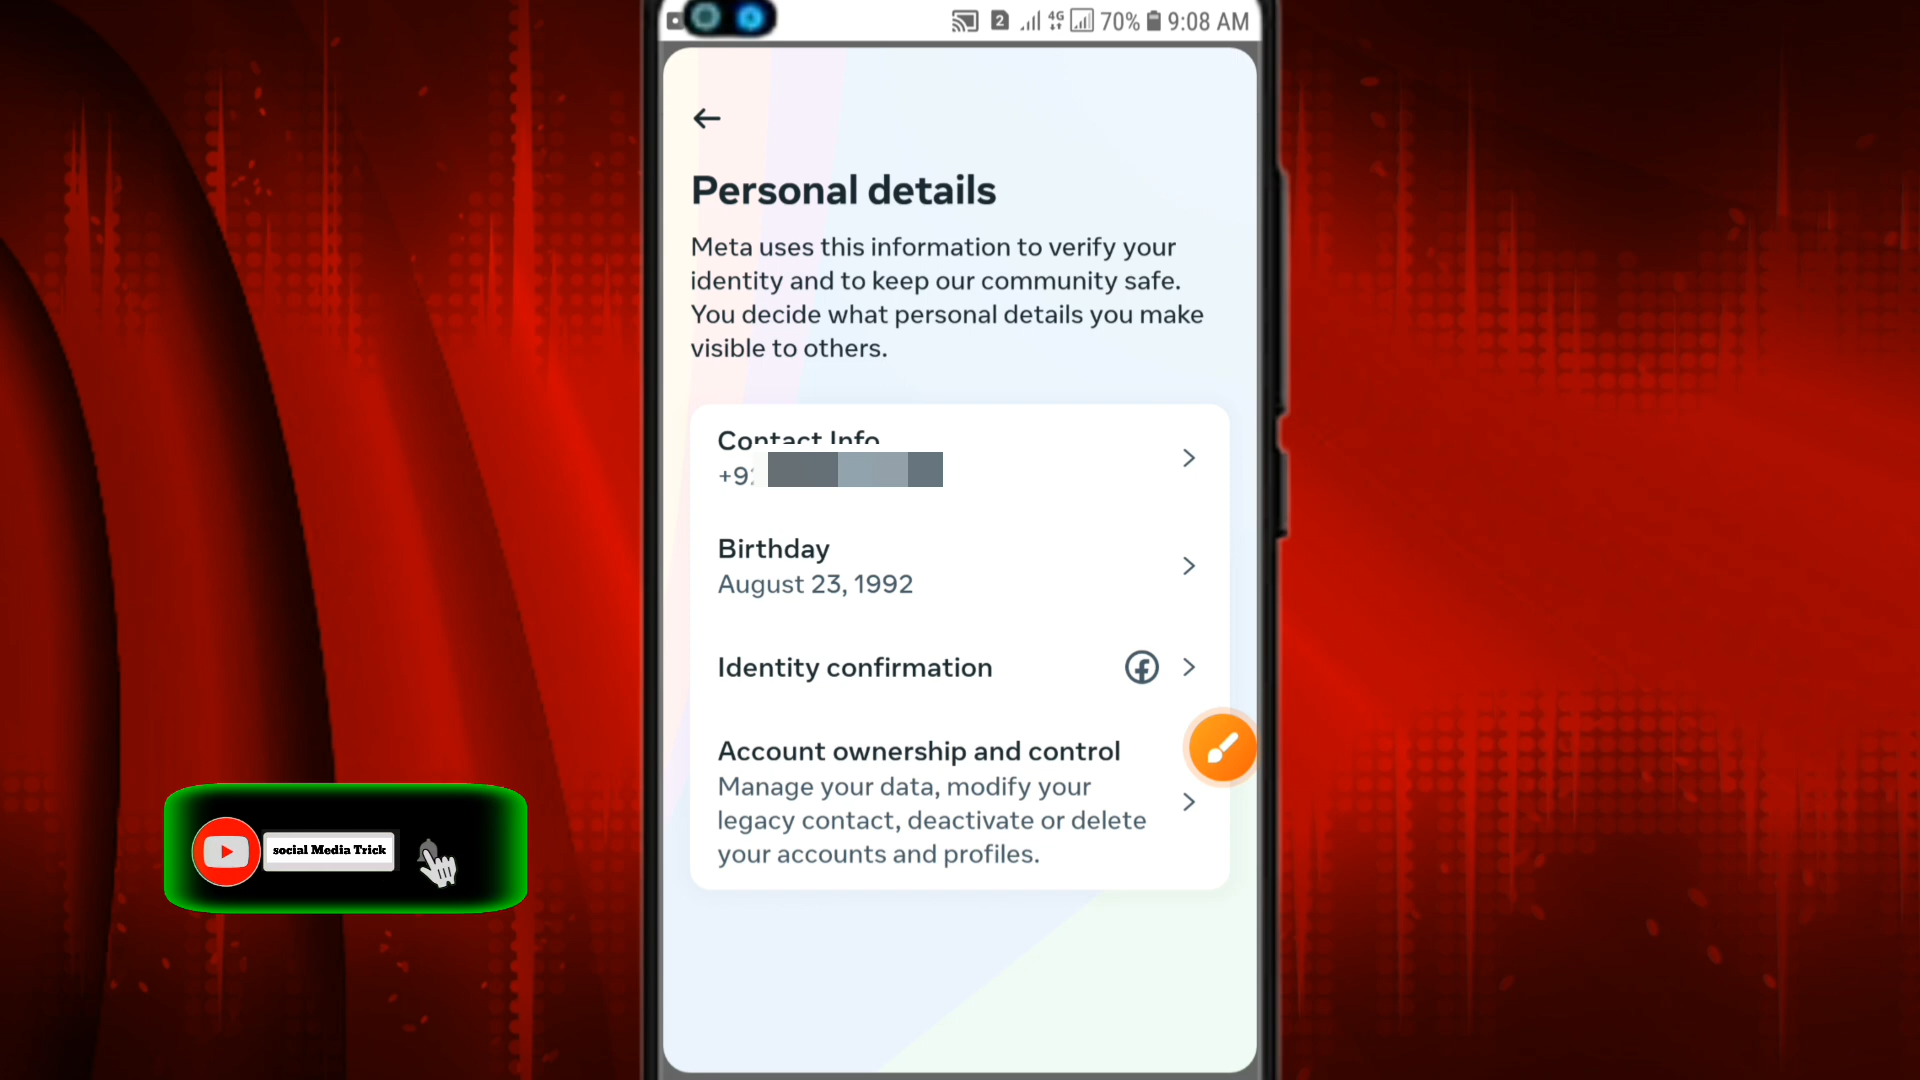 2 4G 70% 9:08 AM
Personal details
Meta uses this information to verify your
identity and to keep our community safe.
You decide what personal details you make
visible to others.
Contact Info
+92
Birthday
August 23, 1992
Identity confirmation
Account ownership and control
Manage your data, modify your
legacy contact, deactivate or delete
your accounts and profiles.
social Media Trick